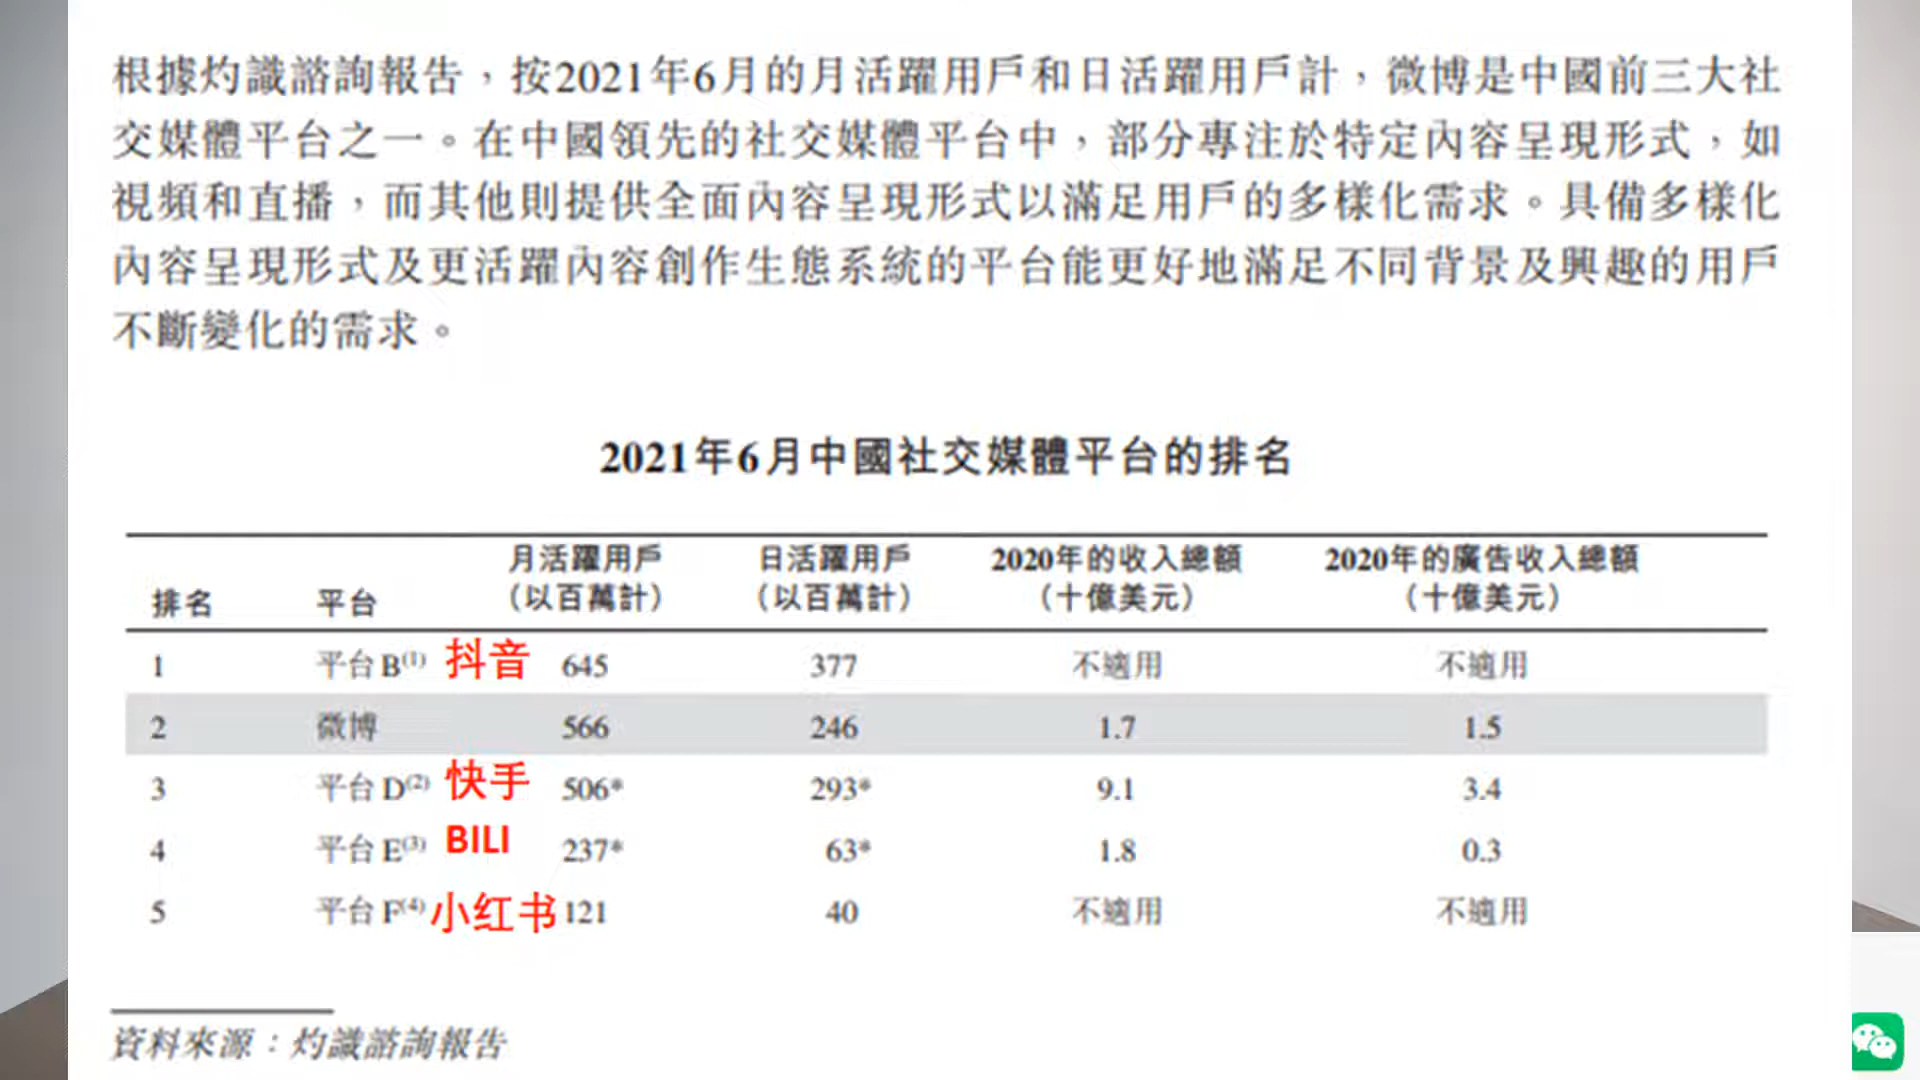 根據灼識諮詢報告，按2021年6月的月活躍用戶和日活躍用戶計，微博是中國前三大社
交媒體平台之一。在中國領先的社交媒體平台中，部分專注於特定內容呈現形式，如
視頻和直播，而其他則提供全面內容呈現形式以滿足用戶的多樣化需求。具備多樣化
內容呈現形式及更活躍內容創作生態系統的平台能更好地滿足不同背景及興趣的用戶
不斷變化的需求。
2021年6月中國社交媒體平台的排名
月活躍用戶 日活躍用戶 2020年的收入總額 2020年的廣告收入總額
排名 平台 （以百萬計） （以百萬計） （十億美元） （十億美元）
1 平台B(1) 抖音 645 377 不適用 不適用
2 微博 566 246 1.7 1.5
3 平台D(2) 快手 506* 293* 9.1 3.4
4 平台E(3) BILI 237* 63* 1.8 0.3
5 平台F(4) 小红书 121 40 不適用 不適用
資料來源：灼識諮詢報告